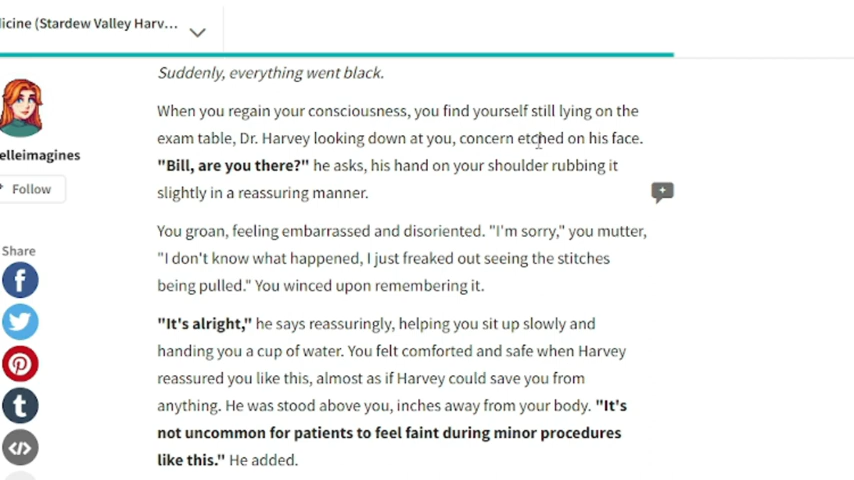 icine (Stardew Valley Harv...
elleimagines
Follow
Share
Suddenly, everything went black.
When you regain your consciousness, you find yourself still lying on the
exam table, Dr. Harvey looking down at you, concern etched on his face.
"Bill, are you there?" he asks, his hand on your shoulder rubbing it
slightly in a reassuring manner.
You groan, feeling embarrassed and disoriented. "I'm sorry," you mutter,
"I don't know what happened, I just freaked out seeing the stitches
being pulled." You winced upon remembering it.
"It's alright," he says reassuringly, helping you sit up slowly and
handing you a cup of water. You felt comforted and safe when Harvey
reassured you like this, almost as if Harvey could save you from
anything. He was stood above you, inches away from your body. "It's
not uncommon for patients to feel faint during minor procedures
like this." He added.